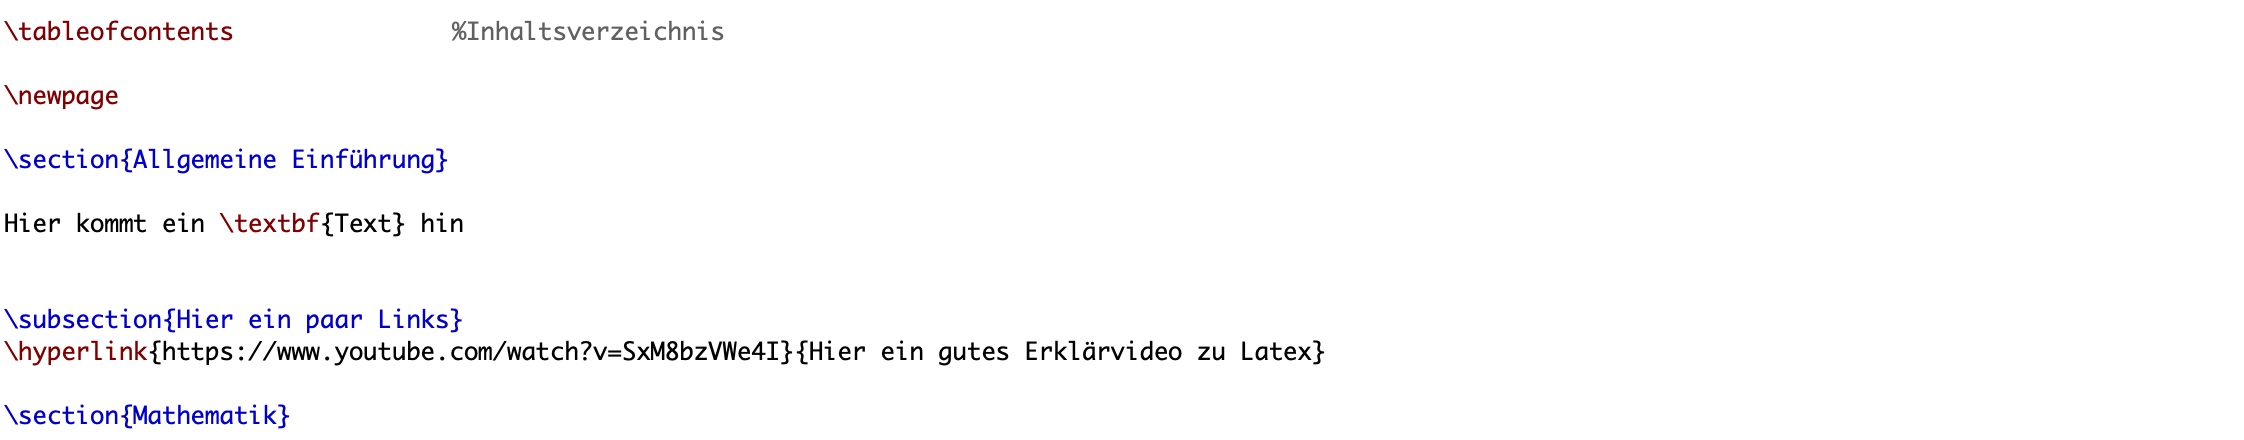 \tableofcontents %Inhaltsverzeichnis
\newpage
\section{Allgemeine Einführung}
Hier kommt ein \textbf{Text} hin
\subsection{Hier ein paar Links}
\hyperlink{https://www.youtube.com/watch?v=SxM8bzVWe4I}{Hier ein gutes Erklärvideo zu Latex}
\section{Mathematik}